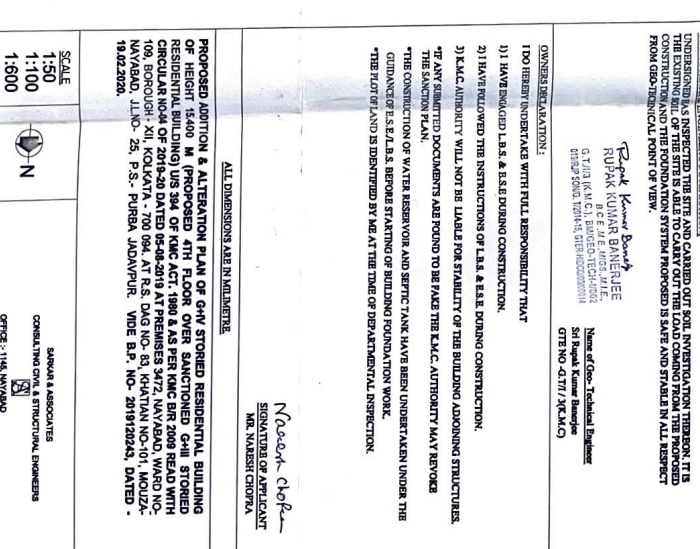 UNDERSIGNED HAS INSPECTED THE SITE AND CARRIED OUT SOIL INVESTIGATION THEREON. IT IS
THE EXISTING SOIL OF THE SITE IS ABLE TO CARRY OUT THE LOAD COMING FROM THE PROPOSED
CONSTRUCTION AND THE FOUNDATION SYSTEM PROPOSED IS SAFE AND STABLE IN ALL RESPECT
FROM GEO-TECHNICAL POINT OF VIEW.
Rupak Kumar Banerjee
RUPAK KUMAR BANERJEE
B.C.E., M.E., MIGS., M.I.E.
G.T./I/3 (K.M.C.),
Name of Geo- Technical Engineer
Sri Rupak Kumar Banerjee
GTE NO -G.T/I / 3(K.M.C)
OWNERS DECLARATION :
I DO HEREBY UNDERTAKE WITH FULL RESPONSIBILITY THAT
1) I HAVE ENGAGED L.B.S. & E.S.E DURING CONSTRUCTION.
2) I HAVE FOLLOWED THE INSTRUCTIONS OF L.B.S. & E.S.E. DURING CONSTRUCTION.
3) K.M.C. AUTHORITY WILL NOT BE LIABLE FOR STABILITY OF THE BUILDING ADJOINING STRUCTURES.
*IF ANY SUBMITTED DOCUMENTS ARE FOUND TO BE FAKE THE K.M.C. AUTHORITY MAY REVOKE
THE SANCTION PLAN.
*THE CONSTRUCTION OF WATER RESERVOIR AND SEPTIC TANK HAVE BEEN UNDERTAKEN UNDER THE
GUIDANCE OF E.S.E./L.B.S. BEFORE STARTING OF BUILDING FOUNDATION WORK.
*THE PLOT OF LAND IS IDENTIFIED BY ME AT THE TIME OF DEPARTMENTAL INSPECTION.
Naresh Chopra
SIGNATURE OF APPLICANT
MR. NARESH CHOPRA
ALL DIMENSIONS ARE IN MILIMETRE.
PROPOSED ADDITION & ALTERATION PLAN OF G+IV STORIED RESIDENTIAL BUILDING
OF HEIGHT 15.400 M (PROPOSED 4TH FLOOR OVER SANCTIONED G+III STORIED
RESIDENTIAL BUILDING) U/S 394 OF KMC ACT, 1980 & AS PER KMC B/R 2009 READ WITH
CIRCULAR NO-04 OF 2019-20 DATED 05-08-2019 AT PREMISES 3472, NAYABAD, WARD NO-
109, BOROUGH - XII, KOLKATA - 700 094. AT R.S. DAG NO- 83, KHATIAN NO-101, MOUZA-
NAYABAD, J.L.NO- 25, P.S.- PURBA JADAVPUR. VIDE B.P. NO- 2019120243, DATED -
19.02.2020.
SCALE
1:50
1:100
1:600
N
SARKAR & ASSOCIATES
CONSULTING CIVIL & STRUCTURAL ENGINEERS
OFFICE :- 1145, NAYABAD